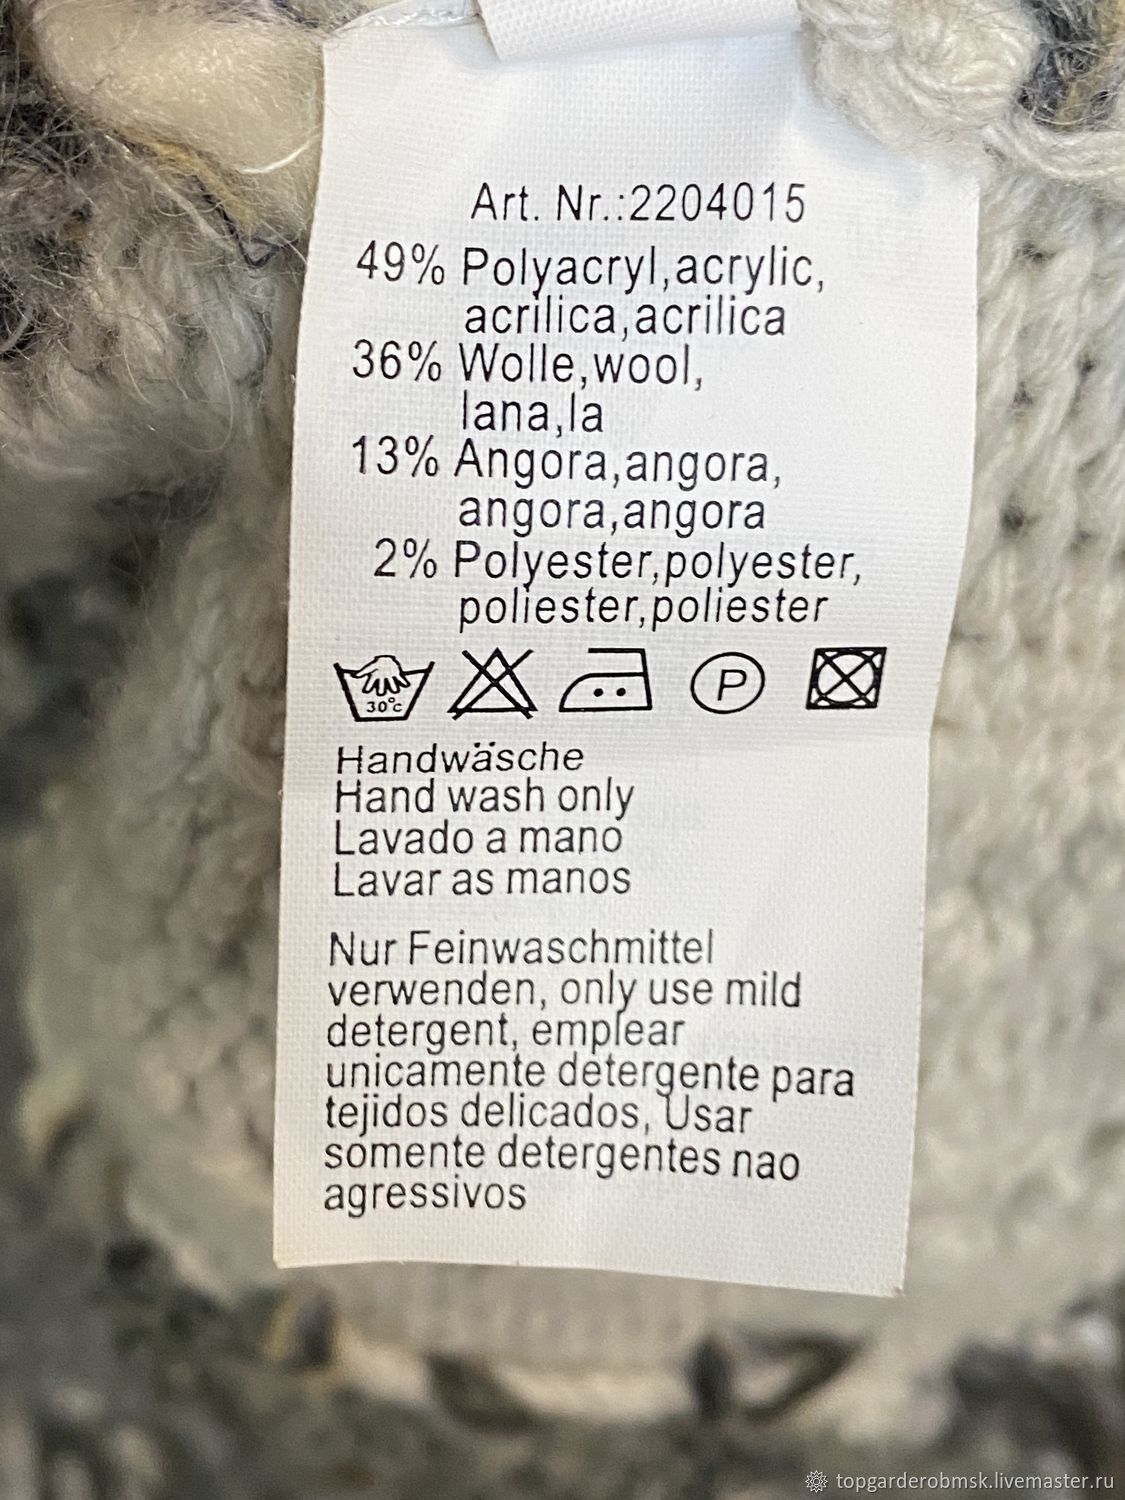 Art. Nr.:2204015
49% Polyacryl,acrylic,
acrilica,acrilica
36% Wolle,wool,
lana,la
13% Angora,angora,
angora,angora
2% Polyester,polyester,
poliester,poliester
30°c
P
Handwäsche
Hand wash only
Lavado a mano
Lavar as manos
Nur Feinwaschmittel
verwenden, only use mild
detergent, emplear
unicamente detergente para
tejidos delicados, Usar
somente detergentes nao
agressivos
topgarderobmsk.livemaster.ru